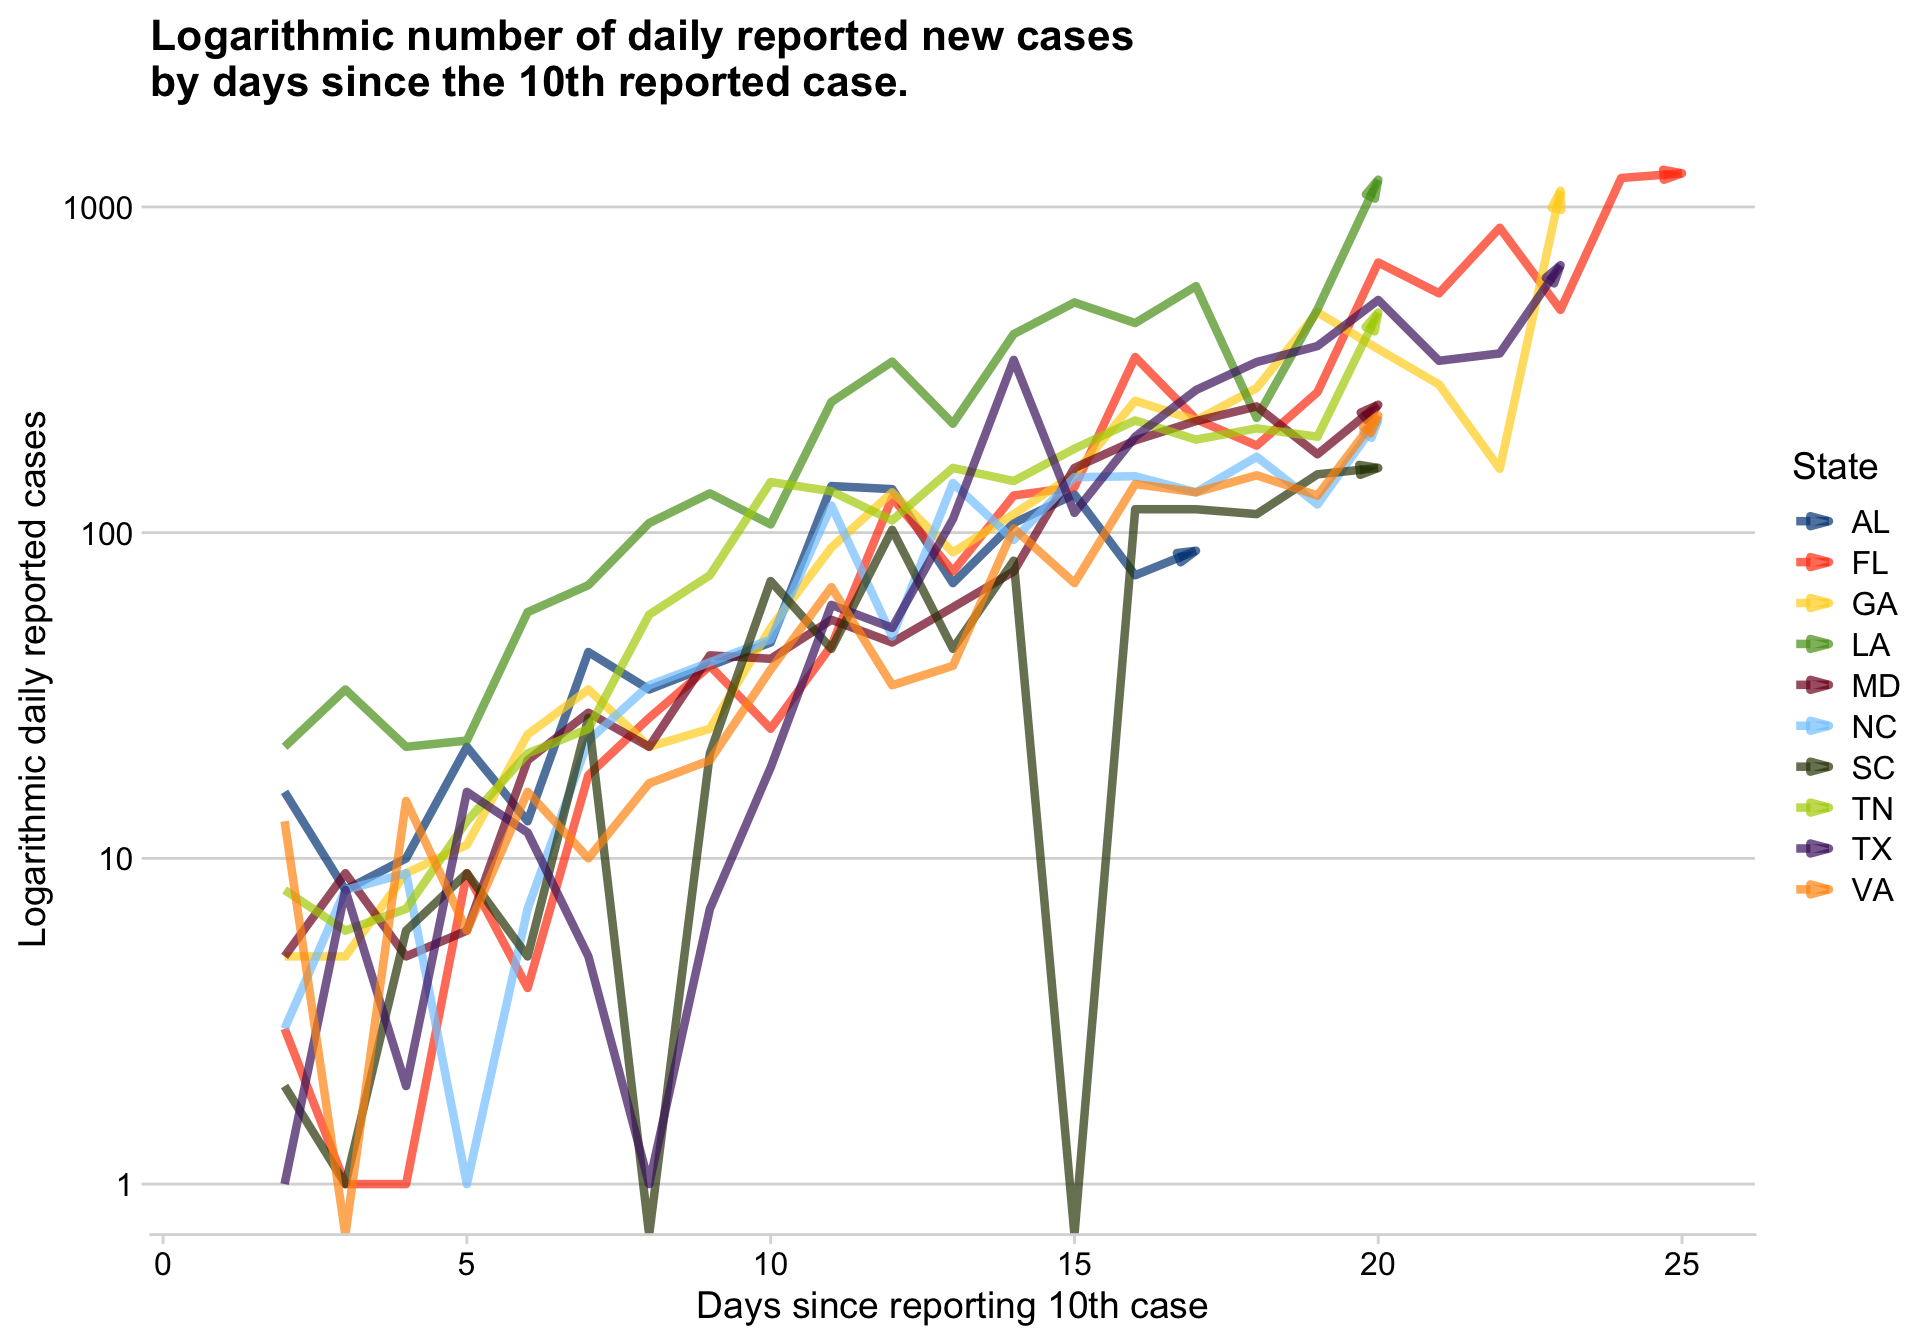 Logarithmic number of daily reported new cases
by days since the 10th reported case.
Logarithmic daily reported cases
1000
100
10
1
0 5 10 15 20 25
Days since reporting 10th case
State
AL
FL
GA
LA
MD
NC
SC
TN
TX
VA